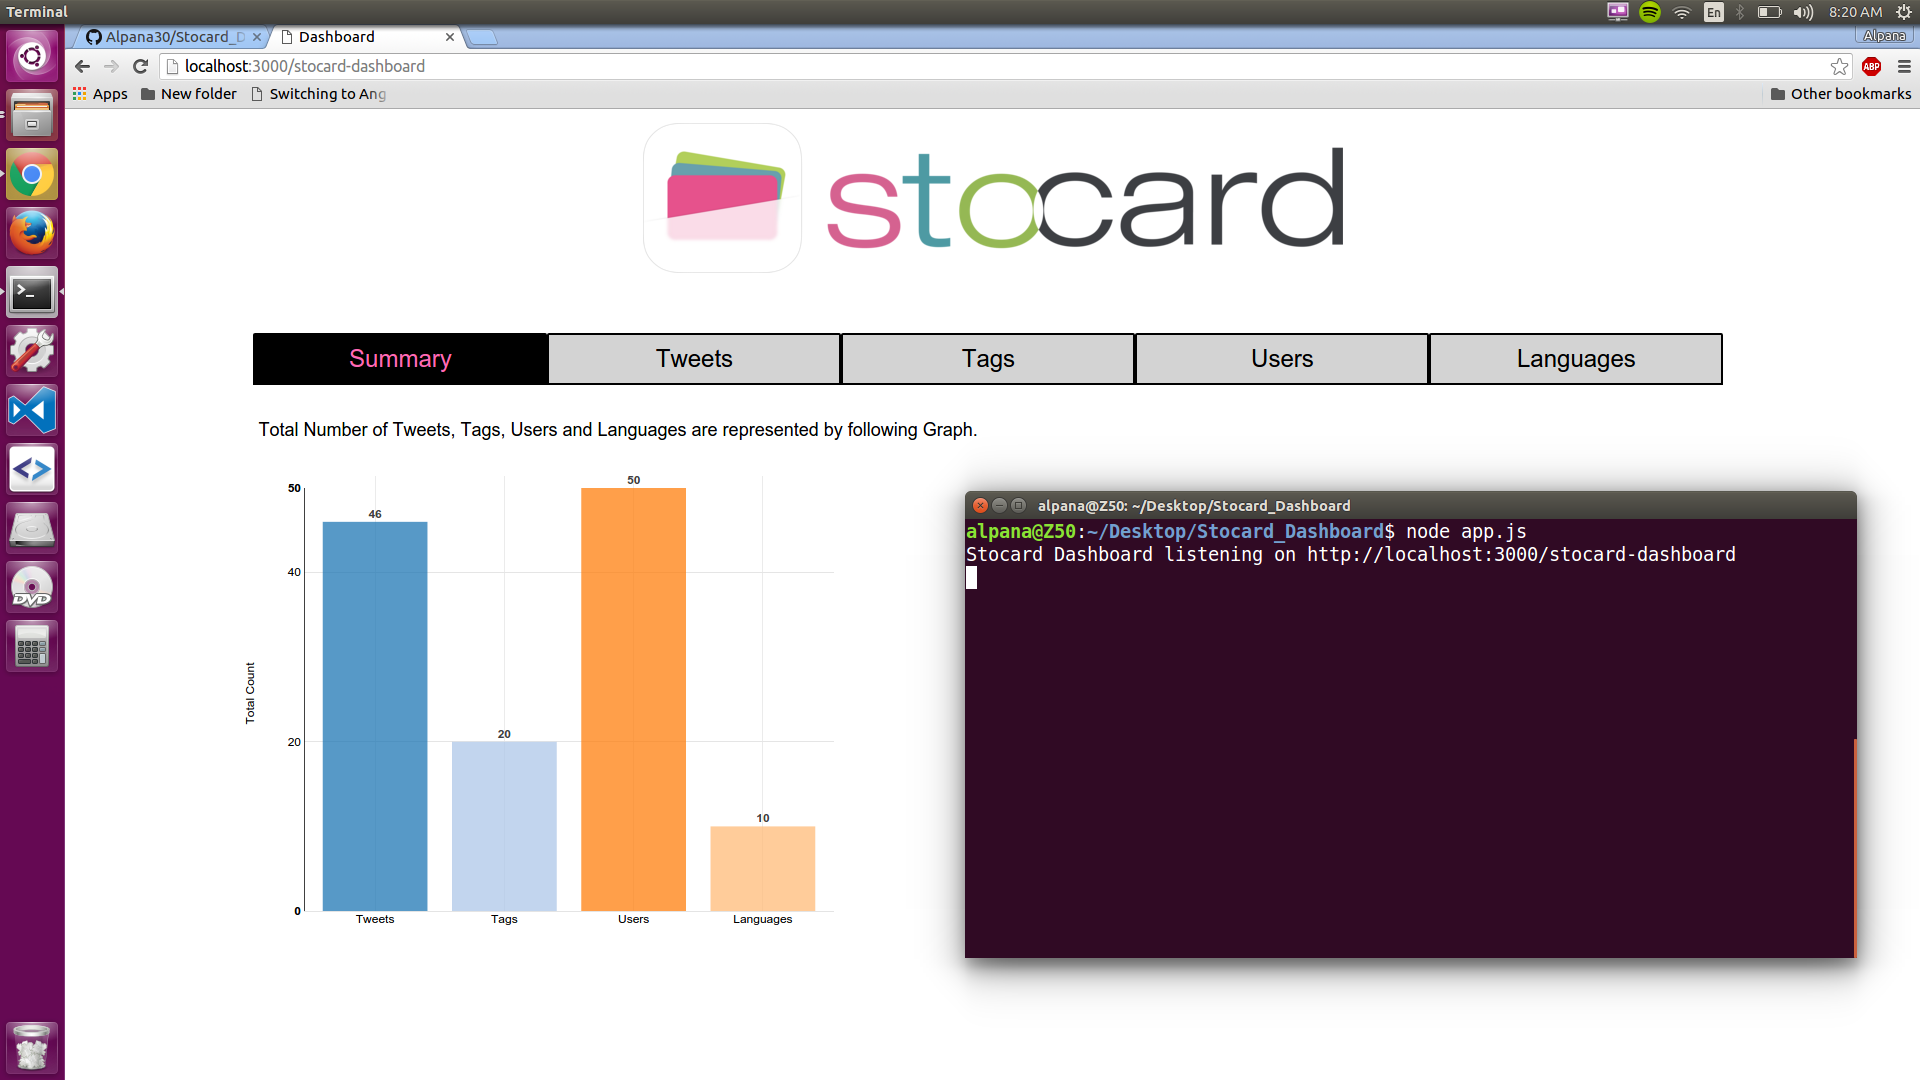 Terminal
En
8:20 AM
Alpana30/Stocard_D
Dashboard
Alpana
localhost:3000/stocard-dashboard
ABP
Apps
New folder
Switching to Ang
Other bookmarks
stocard
Summary
Tweets
Tags
Users
Languages
Total Number of Tweets, Tags, Users and Languages are represented by following Graph.
50
40
20
0
Total Count
46
20
50
10
Tweets
Tags
Users
Languages
alpana@Z50: ~/Desktop/Stocard_Dashboard
alpana@Z50:~/Desktop/Stocard_Dashboard$ node app.js
Stocard Dashboard listening on http://localhost:3000/stocard-dashboard
DVD